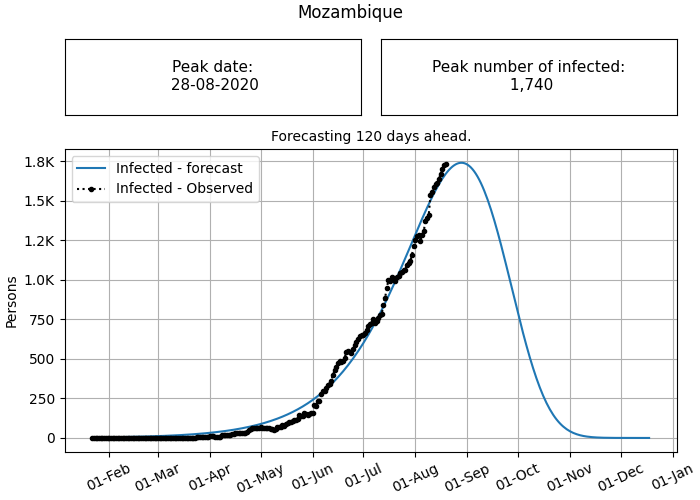 Mozambique
Peak date:
28-08-2020
Peak number of infected:
1,740
Forecasting 120 days ahead.
Infected - forecast
Infected - Observed
Persons
1.8K
1.5K
1.2K
1.0K
750
500
250
0
01-Feb
01-Mar
01-Apr
01-May
01-Jun
01-Jul
01-Aug
01-Sep
01-Oct
01-Nov
01-Dec
01-Jan